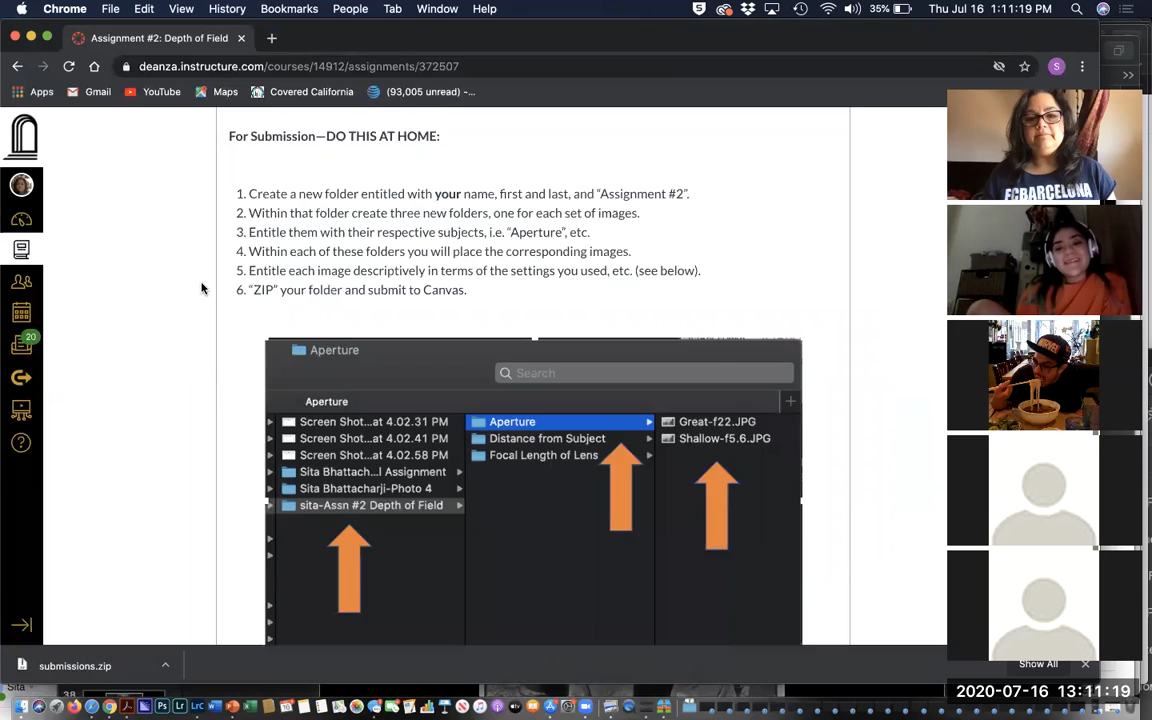 Chrome File Edit View History Bookmarks People Tab Window Help 35% Thu Jul 16 1:11:19 PM
Assignment #2: Depth of Field
deanza.instructure.com/courses/14912/assignments/372507
S
Apps Gmail YouTube Maps Covered California (93,005 unread) -...
For Submission—DO THIS AT HOME:
1. Create a new folder entitled with your name, first and last, and “Assignment #2”.
2. Within that folder create three new folders, one for each set of images.
3. Entitle them with their respective subjects, i.e. “Aperture”, etc.
4. Within each of these folders you will place the corresponding images.
5. Entitle each image descriptively in terms of the settings you used, etc. (see below).
6. “ZIP” your folder and submit to Canvas.
20
Aperture
Search
Aperture
Screen Shot...at 4.02.31 PM Aperture Great-f22.JPG
Screen Shot...at 4.02.41 PM Distance from Subject Shallow-f5.6.JPG
Screen Shot...at 4.02.58 PM Focal Length of Lens
Sita Bhattach...l Assignment
Sita Bhattacharji-Photo 4
sita-Assn #2 Depth of Field
FCBARCELONA
MARVEL
submissions.zip
Show All
Sita
38
2020-07-16 13:11:19